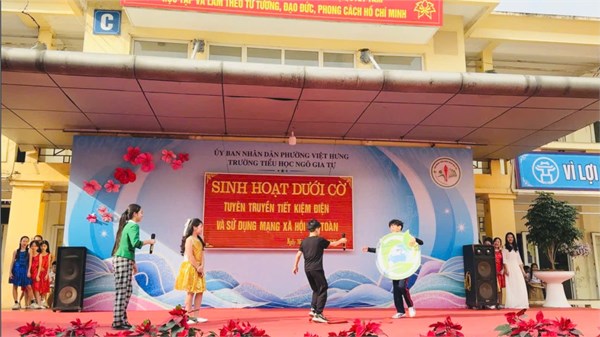 HỌC TẬP VÀ LÀM THEO TƯ TƯỞNG, ĐẠO ĐỨC, PHONG CÁCH HỒ CHÍ MINH
C
ỦY BAN NHÂN DÂN PHƯỜNG VIỆT HƯNG
TRƯỜNG TIỂU HỌC NGÔ GIA TỰ
SINH HOẠT DƯỚI CỜ
TUYÊN TRUYỀN TIẾT KIỆM ĐIỆN
VÀ SỬ DỤNG MẠNG XÃ HỘI TOÀN
VÌ LỢI